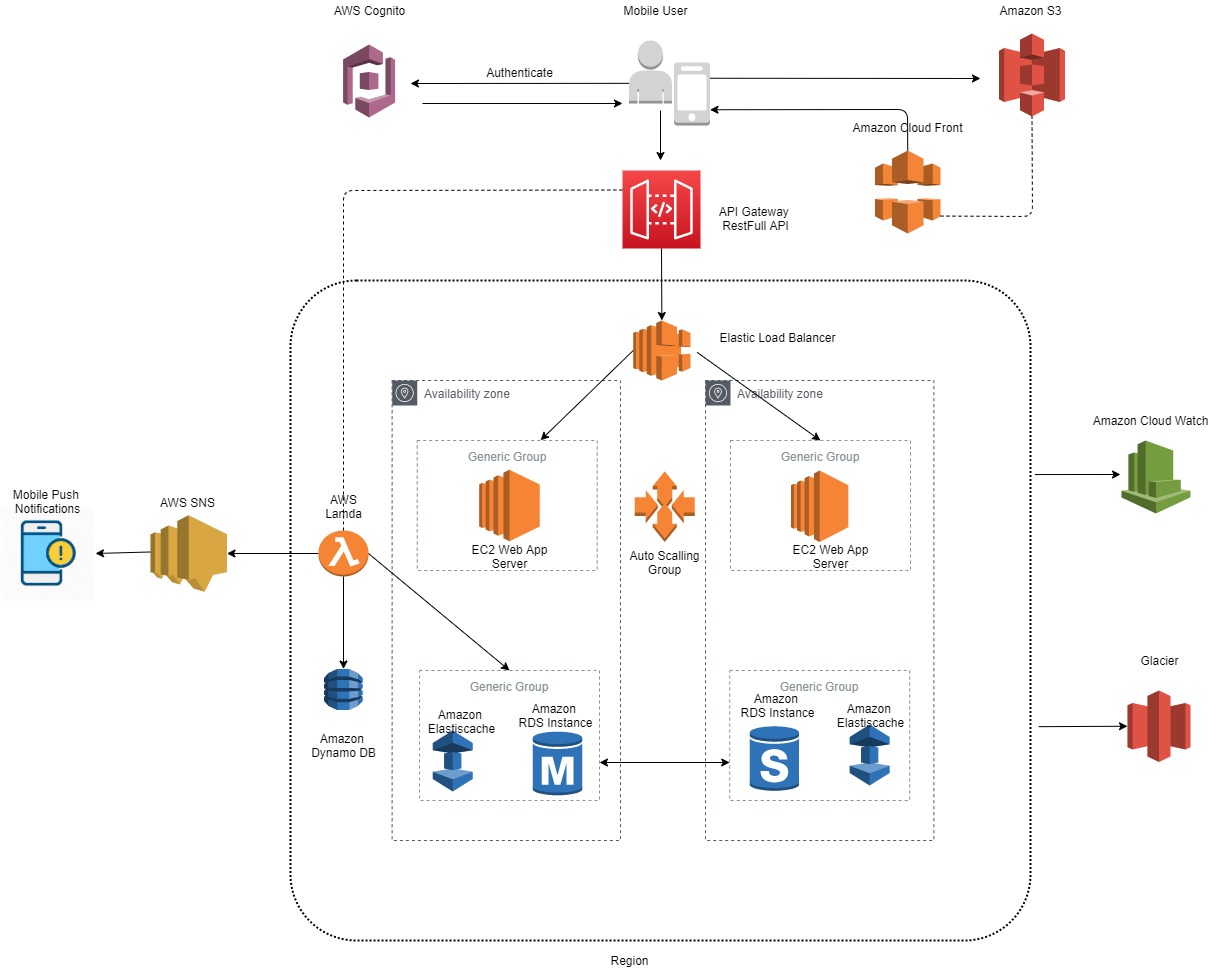 AWS Cognito
Mobile User
Amazon S3
Authenticate
Amazon Cloud Front
</>
API Gateway
RestFull API
Elastic Load Balancer
Availability zone
Availability zone
Amazon Cloud Watch
Generic Group
Generic Group
Mobile Push
Notifications
AWS SNS
AWS
Lamda
λ
!
EC2 Web App
Server
Auto Scalling
Group
EC2 Web App
Server
Glacier
Generic Group
Generic Group
Amazon
Elastiscache
Amazon
RDS Instance
Amazon
RDS Instance
Amazon
Elastiscache
M
S
Amazon
Dynamo DB
Region